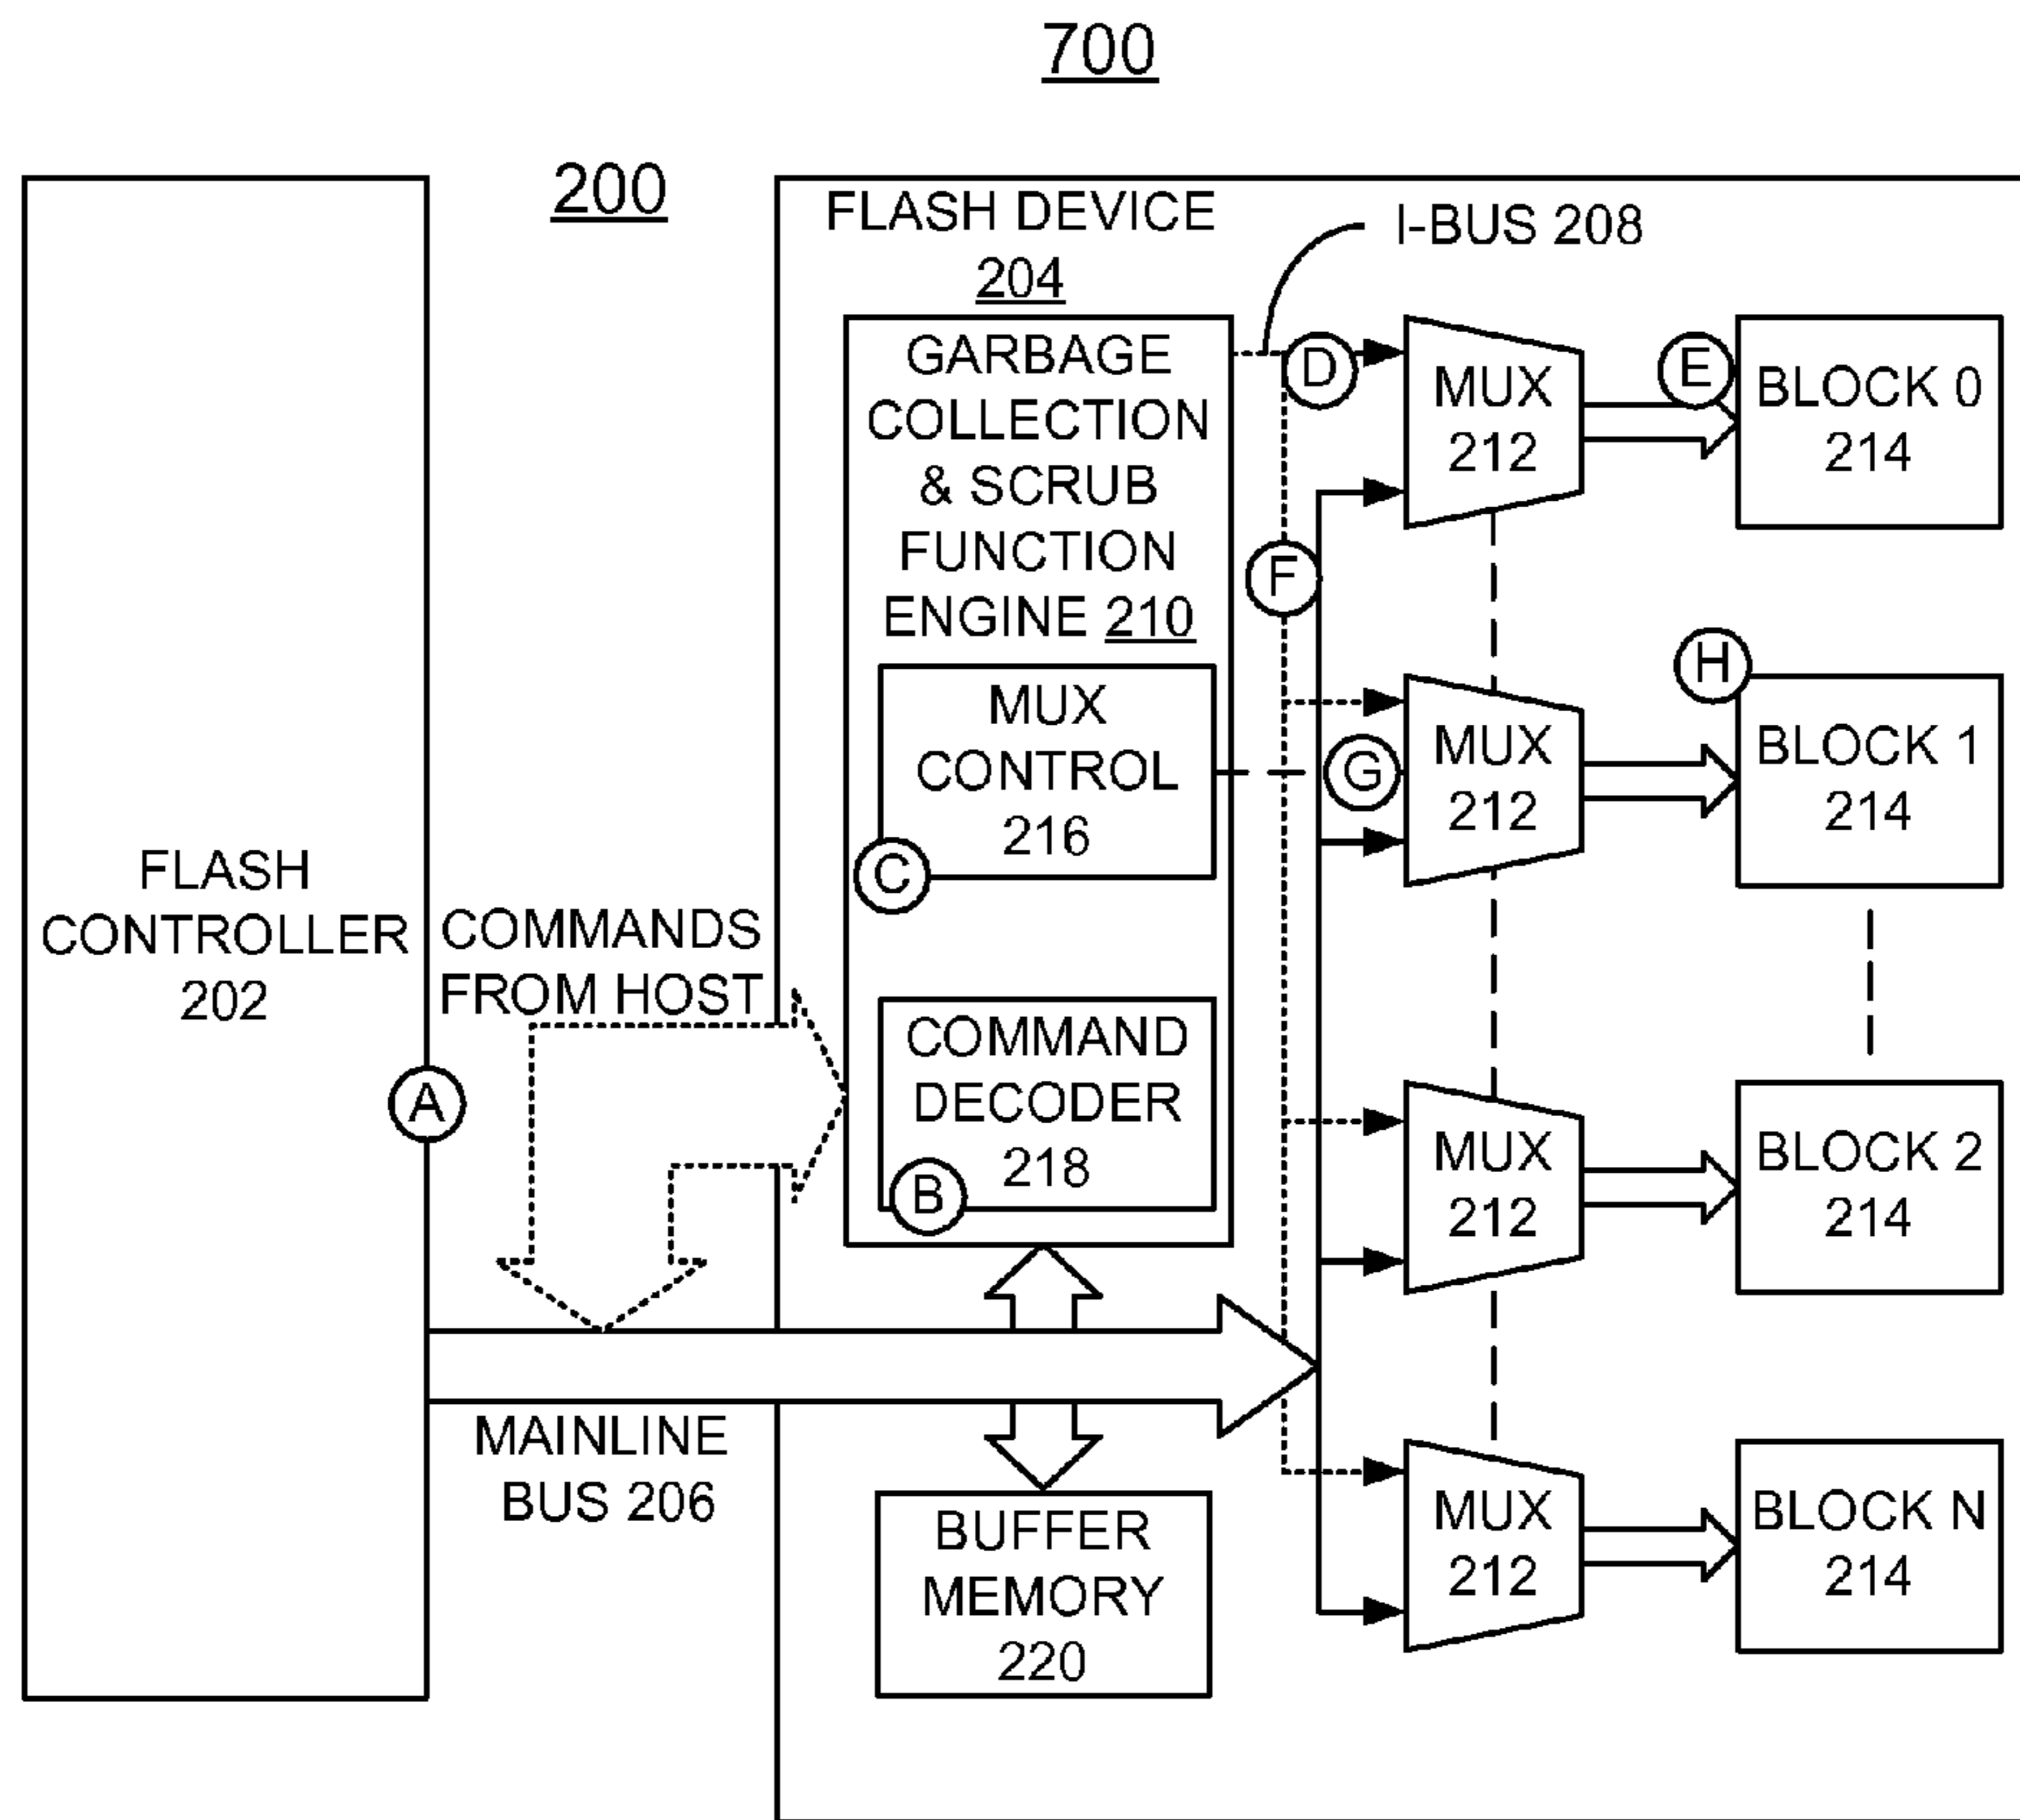 700
200
FLASH
CONTROLLER
202
A
COMMANDS
FROM HOST
MAINLINE
BUS 206
FLASH DEVICE
204
I-BUS 208
GARBAGE
COLLECTION
& SCRUB
FUNCTION
ENGINE 210
MUX
CONTROL
216
C
COMMAND
DECODER
218
B
BUFFER
MEMORY
220
D
F
G
MUX
212
E
BLOCK 0
214
MUX
212
H
BLOCK 1
214
MUX
212
BLOCK 2
214
MUX
212
BLOCK N
214